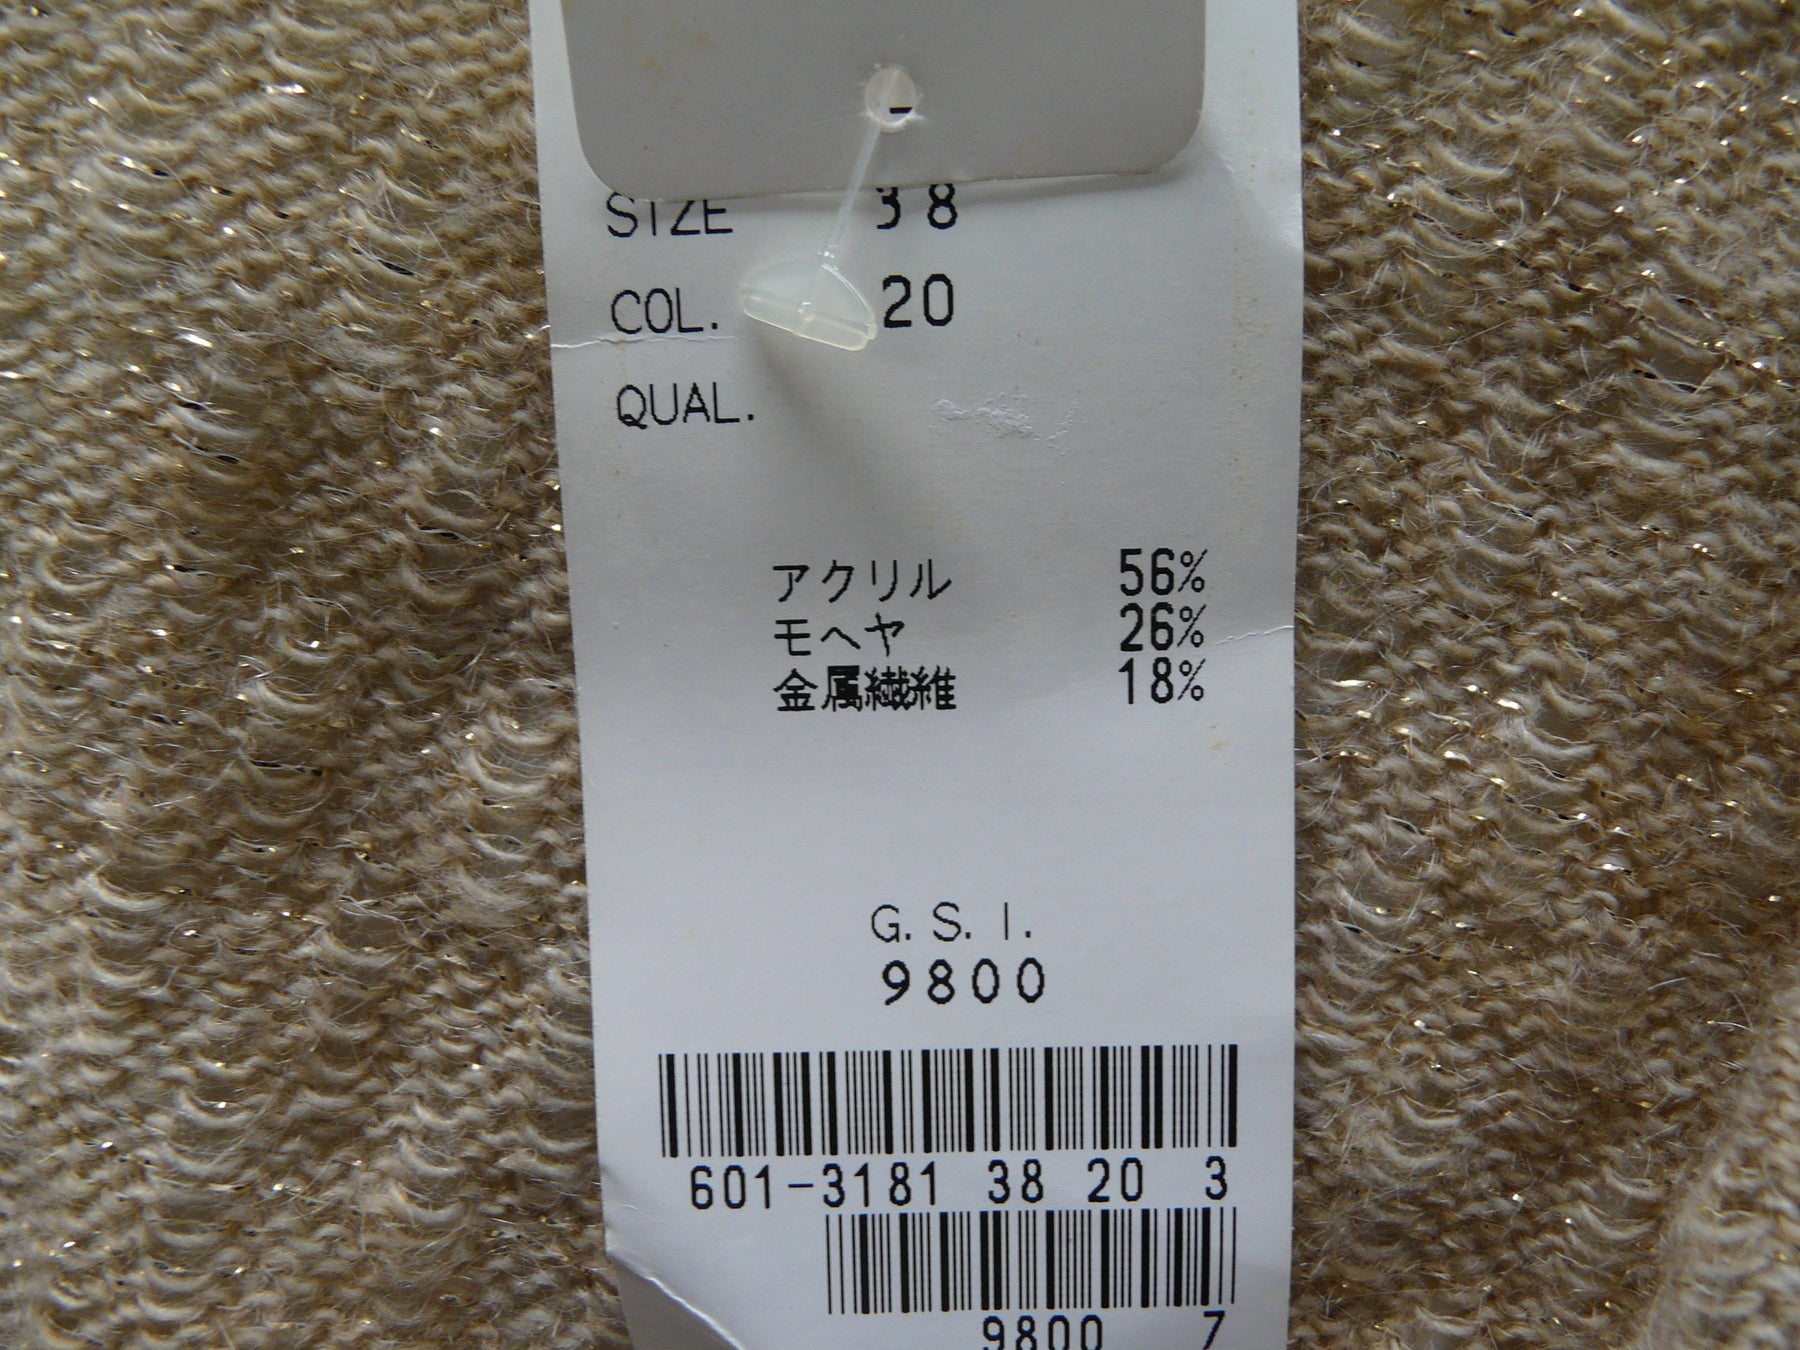 SIZE 38
COL. 20
QUAL.
アクリル 56%
モヘヤ 26%
金属繊維 18%
G. S. I.
9800
601-3181 38 20 3
9800 7